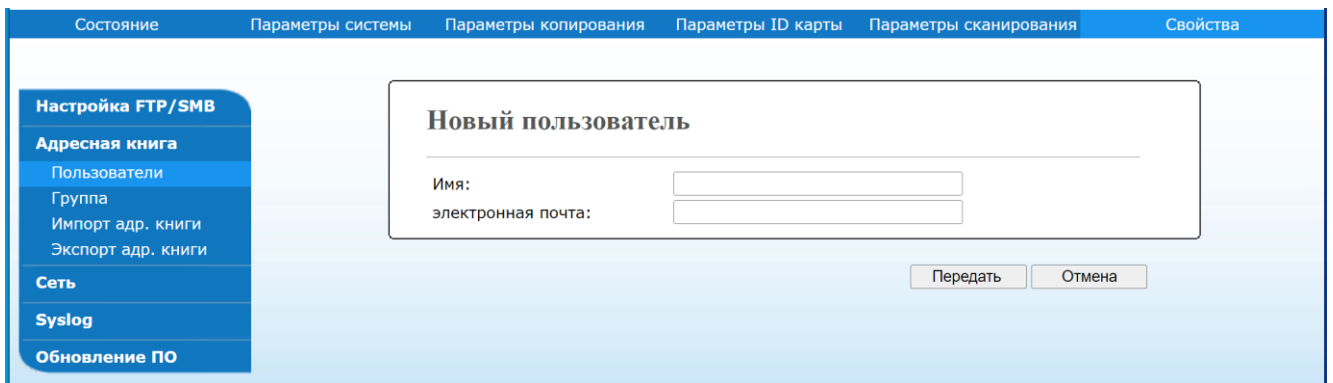 Состояние Параметры системы Параметры копирования Параметры ID карты Параметры сканирования Свойства
Настройка FTP/SMB
Адресная книга
Пользователи
Группа
Импорт адр. книги
Экспорт адр. книги
Сеть
Syslog
Обновление ПО
Новый пользователь
Имя:
электронная почта:
Передать Отмена